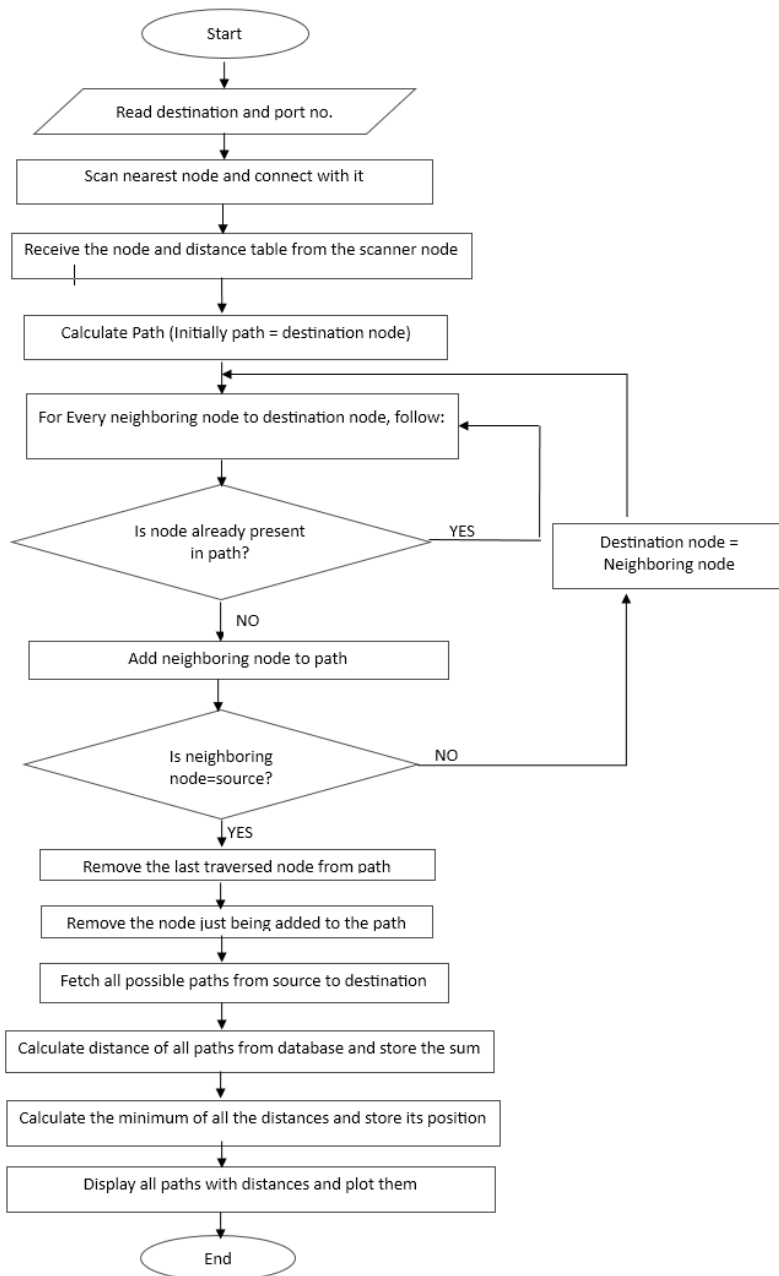 Start
Read destination and port no.
Scan nearest node and connect with it
Receive the node and distance table from the scanner node
Calculate Path (Initially path = destination node)
For Every neighboring node to destination node, follow:
Is node already present
in path?
YES
Destination node =
Neighboring node
NO
Add neighboring node to path
Is neighboring
node=source?
NO
YES
Remove the last traversed node from path
Remove the node just being added to the path
Fetch all possible paths from source to destination
Calculate distance of all paths from database and store the sum
Calculate the minimum of all the distances and store its position
Display all paths with distances and plot them
End